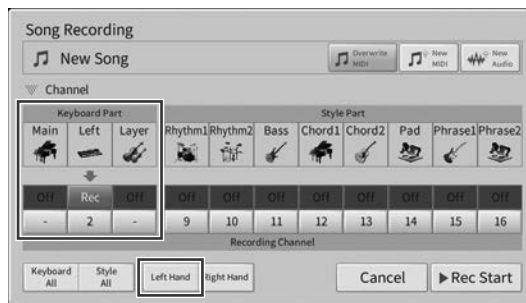 Song Recording
New Song
Overwrite MIDI
New MIDI
New Audio
Channel
Keyboard Part
Style Part
Main Left Layer Rhythm1 Rhythm2 Bass Chord1 Chord2 Pad Phrase1 Phrase2
Off Rec Off Off Off Off Off Off Off Off Off
- 2 - 9 10 11 12 13 14 15 16
Recording Channel
Keyboard All
Style All
Left Hand
Right Hand
Cancel
Rec Start